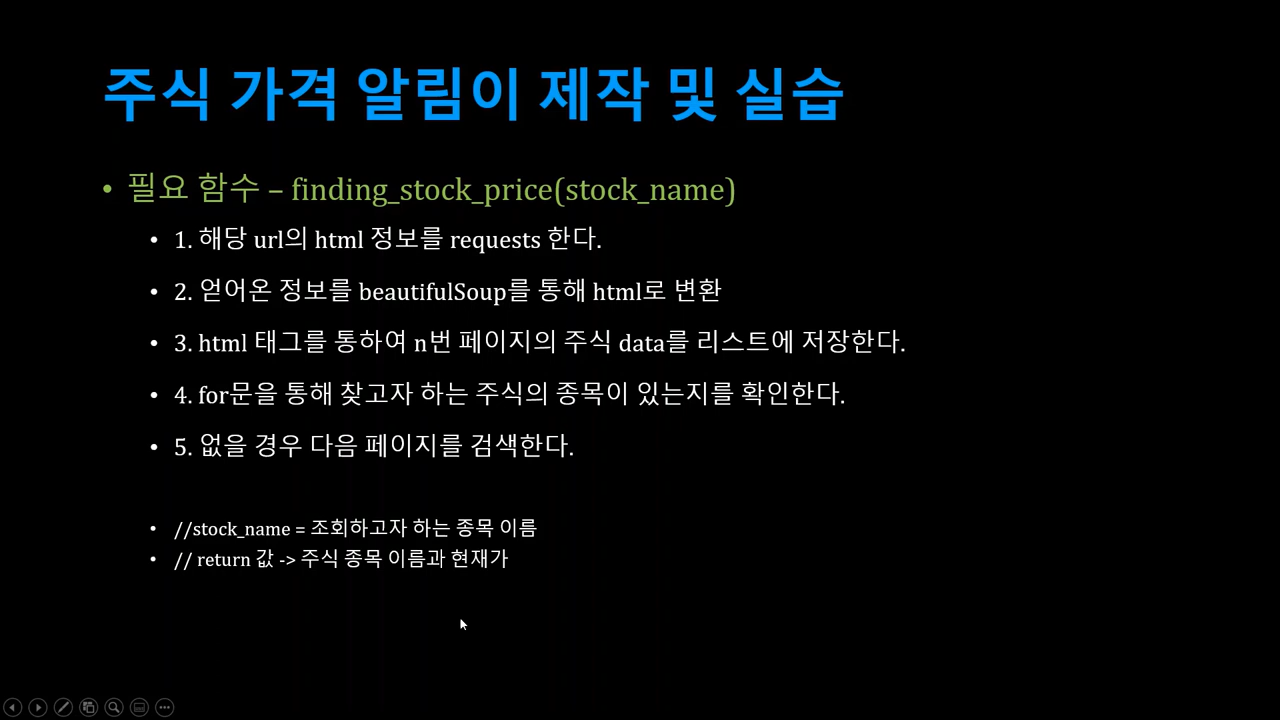 주식 가격 알림이 제작 및 실습
• 필요 함수 – finding_stock_price(stock_name)
• 1. 해당 url의 html 정보를 requests 한다.
• 2. 얻어온 정보를 beautifulSoup를 통해 html로 변환
• 3. html 태그를 통하여 n번 페이지의 주식 data를 리스트에 저장한다.
• 4. for문을 통해 찾고자 하는 주식의 종목이 있는지를 확인한다.
• 5. 없을 경우 다음 페이지를 검색한다.
• //stock_name = 조회하고자 하는 종목 이름
• // return 값 -> 주식 종목 이름과 현재가